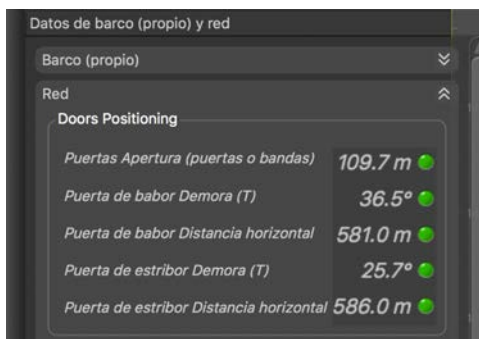 Datos de barco (propio) y red
Barco (propio)
Red
Doors Positioning
Puertas Apertura (puertas o bandas) 109.7 m
Puerta de babor Demora (T) 36.5°
Puerta de babor Distancia horizontal 581.0 m
Puerta de estribor Demora (T) 25.7°
Puerta de estribor Distancia horizontal 586.0 m